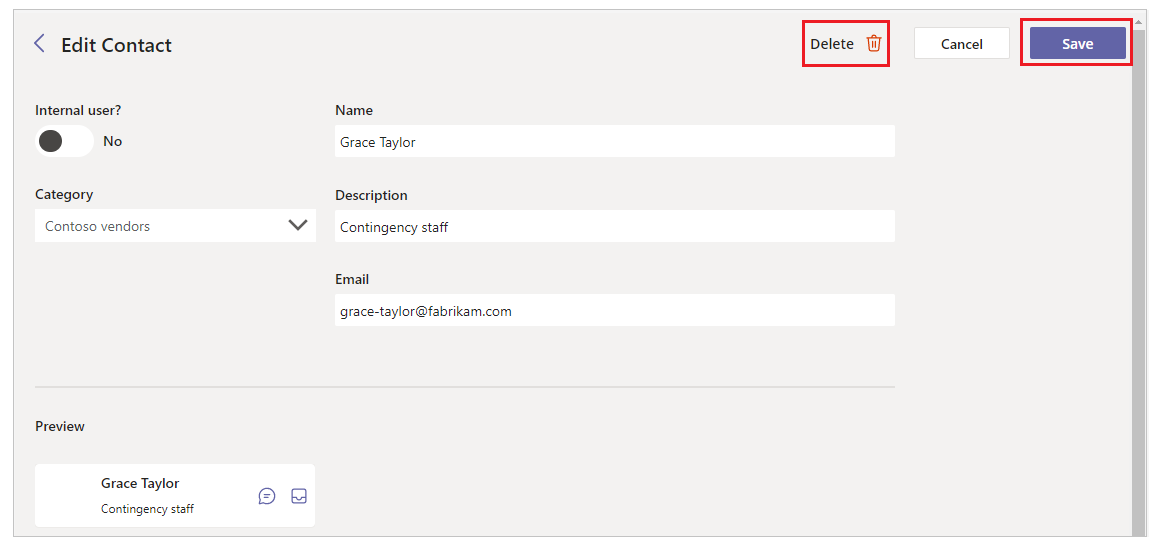 Edit Contact
Delete
Cancel
Save
Internal user?
No
Name
Grace Taylor
Category
Contoso vendors
Description
Contingency staff
Email
grace-taylor@fabrikam.com
Preview
Grace Taylor
Contingency staff